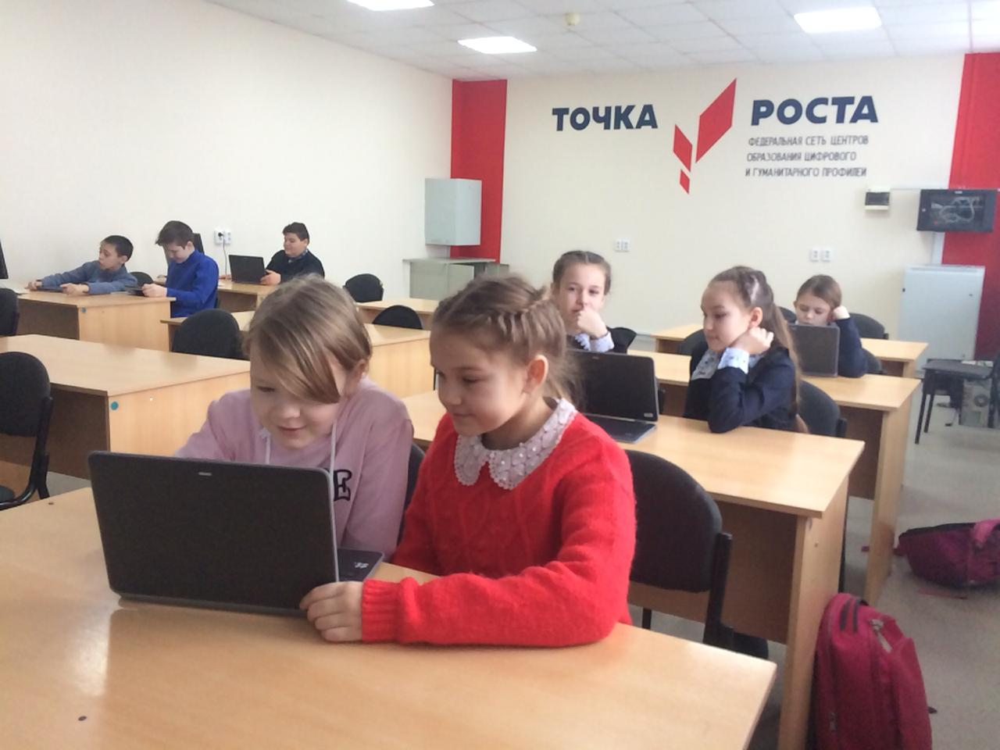 ТОЧКА РОСТА
ФЕДЕРАЛЬНАЯ СЕТЬ ЦЕНТРОВ
ОБРАЗОВАНИЯ ЦИФРОВОГО
И ГУМАНИТАРНОГО ПРОФИЛЕЙ
E